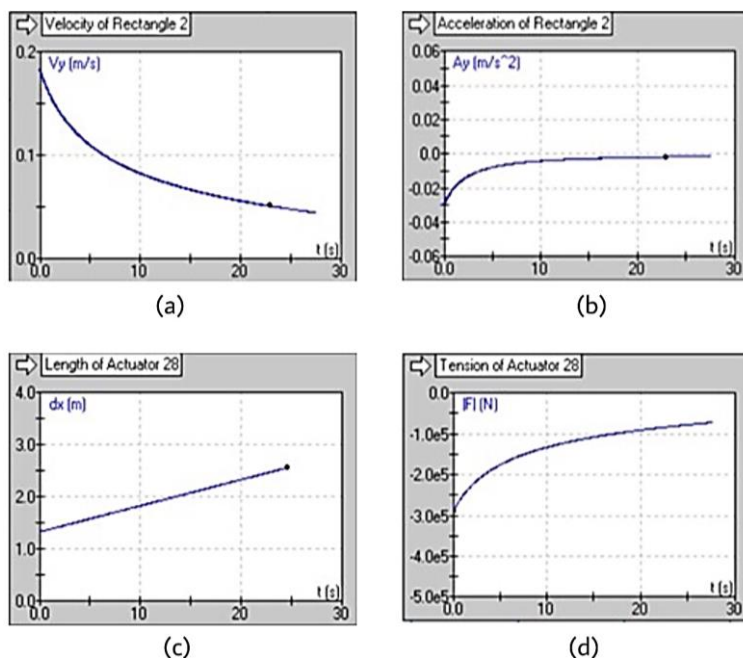 Velocity of Rectangle 2
Vy (m/s)
0.2
0.1
0.0
0.0 10 20 30
t (s)
(a)
Acceleration of Rectangle 2
Ay (m/s^2)
0.06
0.04
0.02
0.0
-0.02
-0.04
-0.06
0.0 10 20 30
t (s)
(b)
Length of Actuator 28
dx (m)
4.0
3.0
2.0
1.0
0.0
0.0 10 20 30
t (s)
(c)
Tension of Actuator 28
|F| (N)
0.0
-1.0e5
-2.0e5
-3.0e5
-4.0e5
-5.0e5
0.0 10 20 30
t (s)
(d)